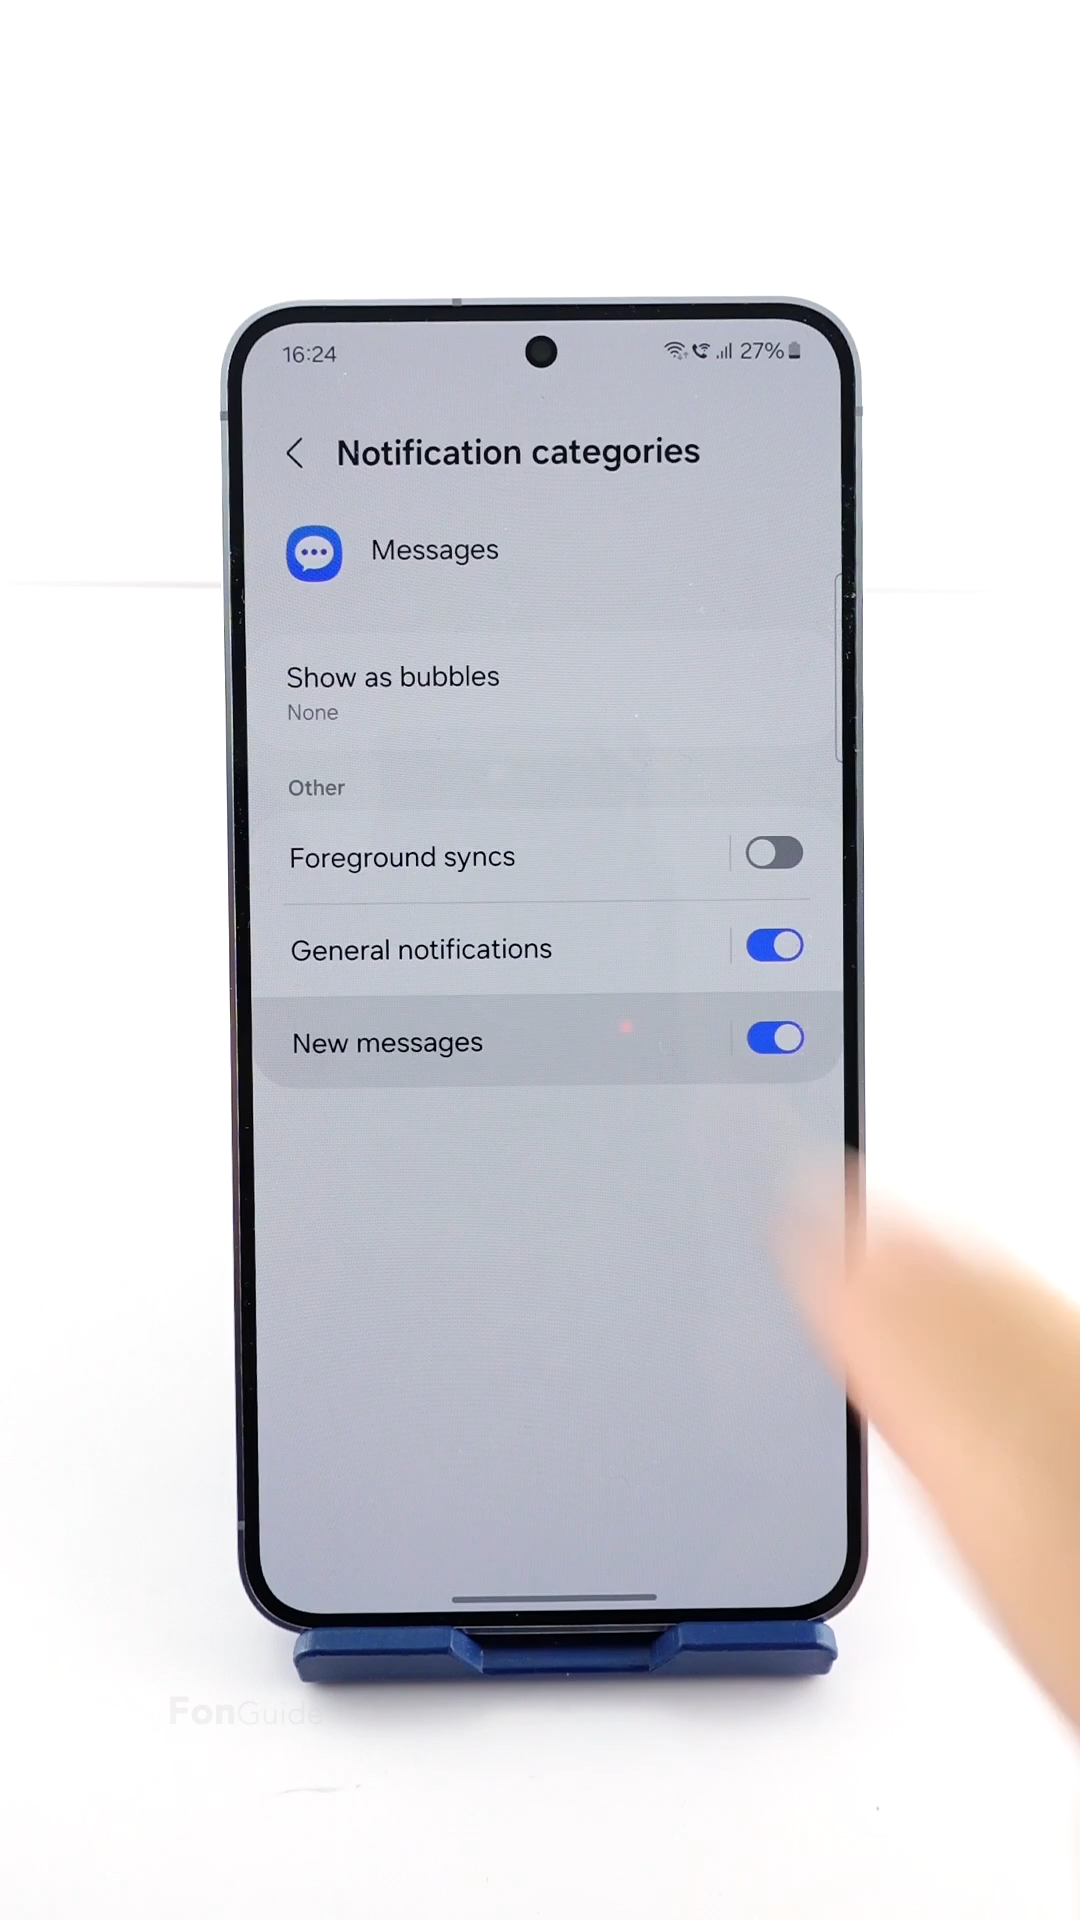 16:24
27%
Notification categories
Messages
Show as bubbles
None
Other
Foreground syncs
General notifications
New messages
FonGuide